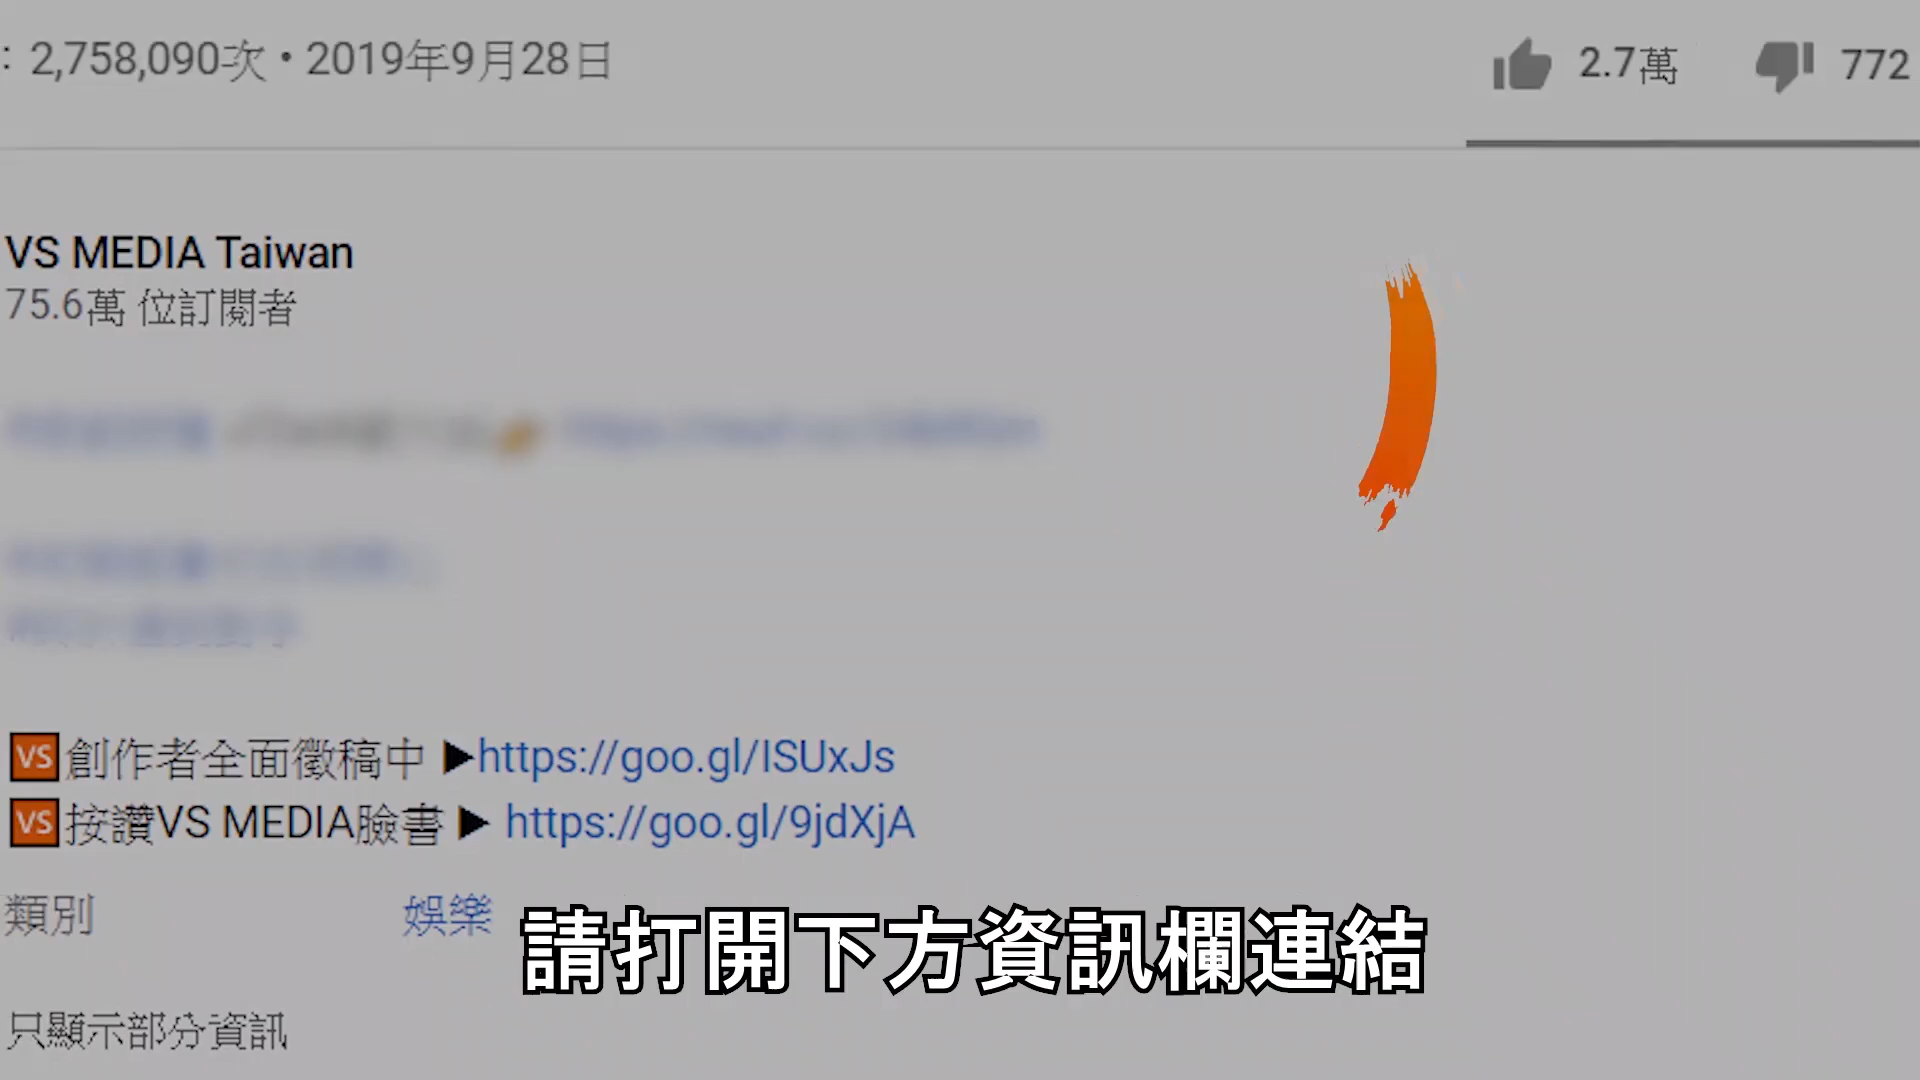 : 2,758,090次 • 2019年9月28日
2.7萬
772
VS MEDIA Taiwan
75.6萬 位訂閱者
VS 創作者全面徵稿中 ▶https://goo.gl/ISUxJs
VS 按讚VS MEDIA臉書 ▶ https://goo.gl/9jdXjA
類別 娛樂
請打開下方資訊欄連結
只顯示部分資訊